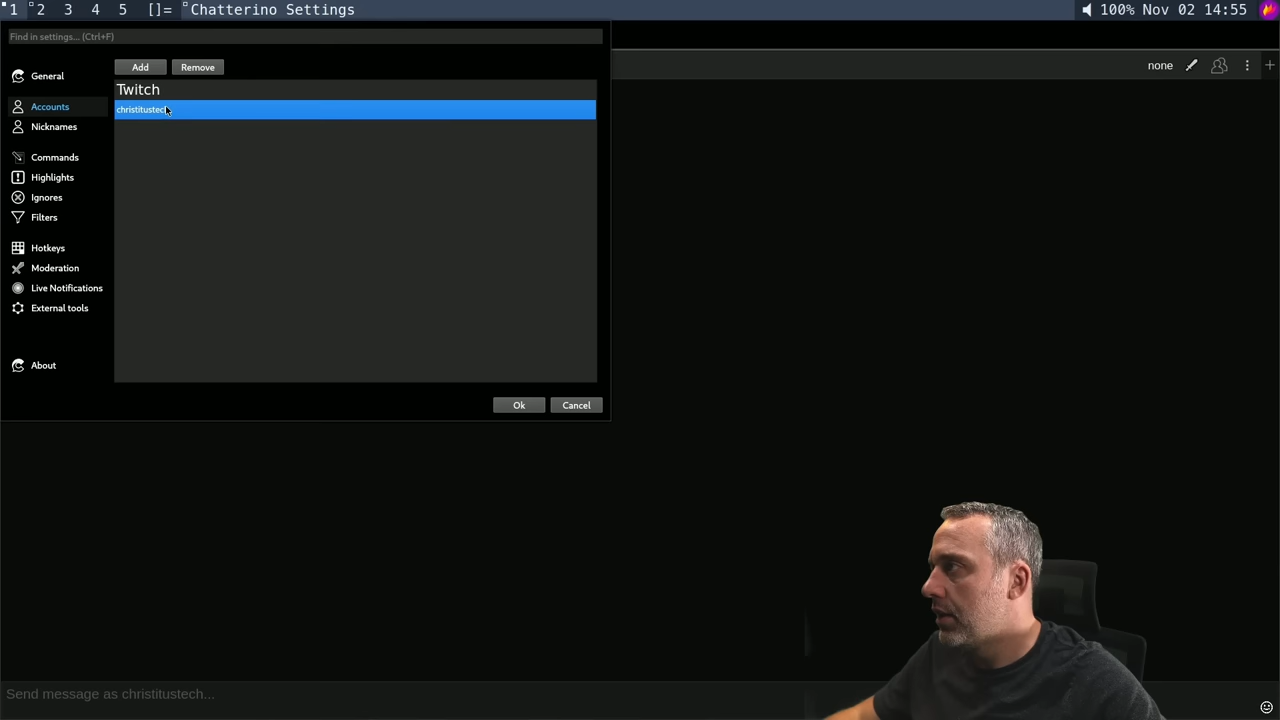 1 2 3 4 5 []= Chatterino Settings 100% Nov 02 14:55
Find in settings... (Ctrl+F)
none
Add Remove
General
Twitch
Accounts
christitustech
Nicknames
Commands
Highlights
Ignores
Filters
Hotkeys
Moderation
Live Notifications
External tools
About
Ok Cancel
Send message as christitustech...